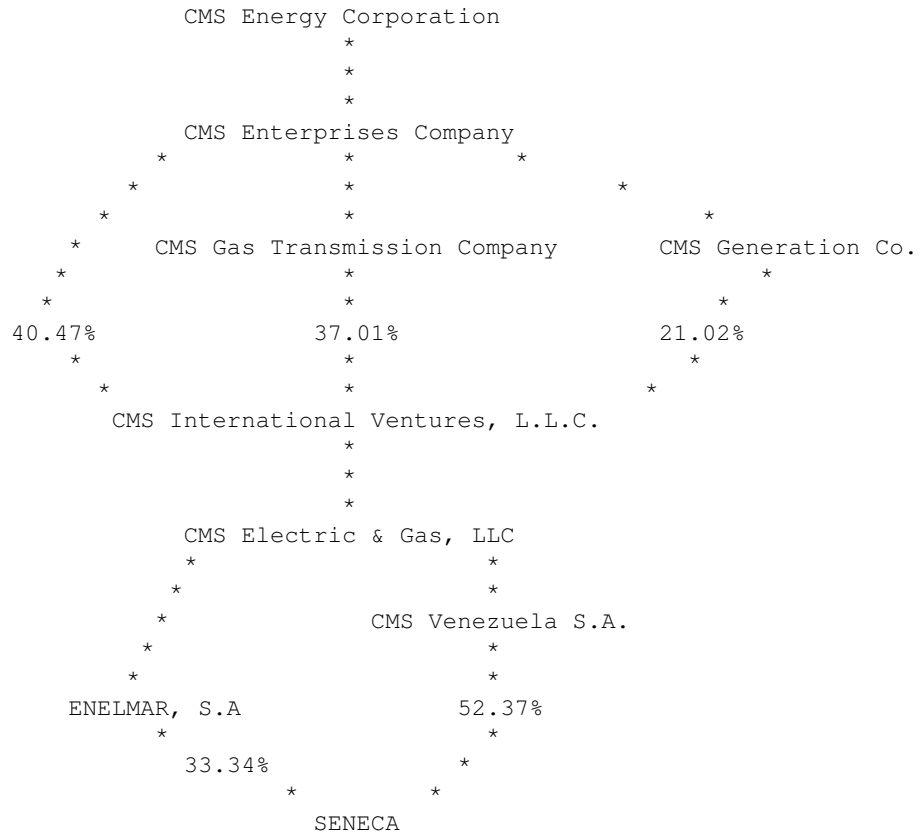 CMS Energy Corporation
*
*
*
CMS Enterprises Company
* * *
* * *
* * *
* CMS Gas Transmission Company CMS Generation Co.
* * *
* * *
40.47% 37.01% 21.02%
* * *
* * *
CMS International Ventures, L.L.C.
*
*
*
CMS Electric & Gas, LLC
* *
* *
* CMS Venezuela S.A.
* *
* *
ENELMAR, S.A 52.37%
* *
33.34% *
* *
SENECA